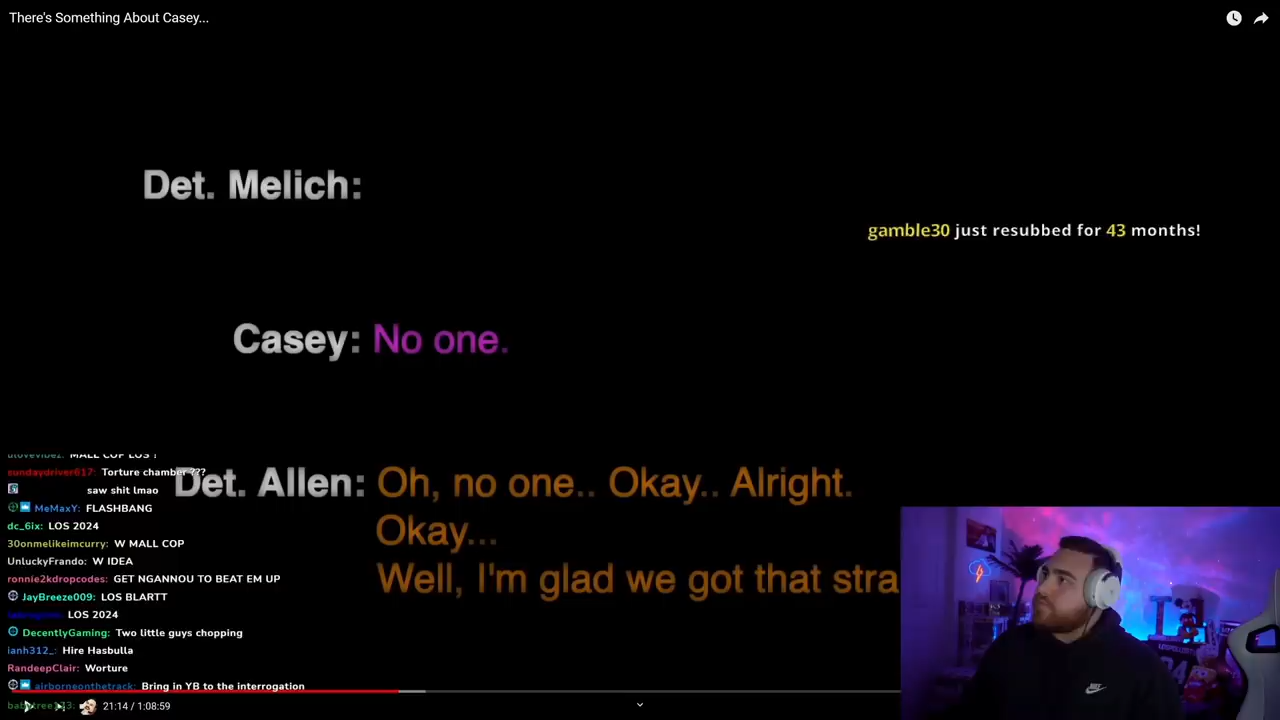 There's Something About Casey...
Det. Melich:
gamble30 just resubbed for 43 months!
Casey: No one.
MALL COP LOS !
sundaydriver617: Torture chamber ???
saw shit lmao
Det. Allen: Oh, no one.. Okay.. Alright.
Okay...
Well, I'm glad we got that stra
MeMaxY: FLASHBANG
dc_6ix: LOS 2024
30onmelikeimcurry: W MALL COP
UnluckyFrando: W IDEA
ronnie2kdropcodes: GET NGANNOU TO BEAT EM UP
JayBreeze009: LOS BLARTT
LOS 2024
DecentlyGaming: Two little guys chopping
ianh312_: Hire Hasbulla
RandeepClair: Worture
airborneonthetrack: Bring in YB to the interrogation
21:14 / 1:08:59